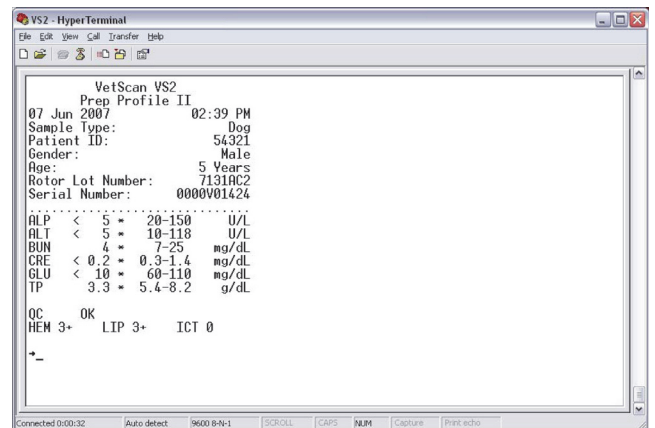 VS2 - HyperTerminal
File Edit View Call Transfer Help
VetScan VS2
Prep Profile II
07 Jun 2007 02:39 PM
Sample Type: Dog
Patient ID: 54321
Gender: Male
Age: 5 Years
Rotor Lot Number: 7131AC2
Serial Number: 0000V01424
..............................
ALP < 5 * 20-150 U/L
ALT < 5 * 10-118 U/L
BUN 4 * 7-25 mg/dL
CRE < 0.2 * 0.3-1.4 mg/dL
GLU < 10 * 60-110 mg/dL
TP 3.3 * 5.4-8.2 g/dL
QC OK
HEM 3+ LIP 3+ ICT 0
→_
Connected 0:00:32 Auto detect 9600 8-N-1 SCROLL CAPS NUM Capture Print echo